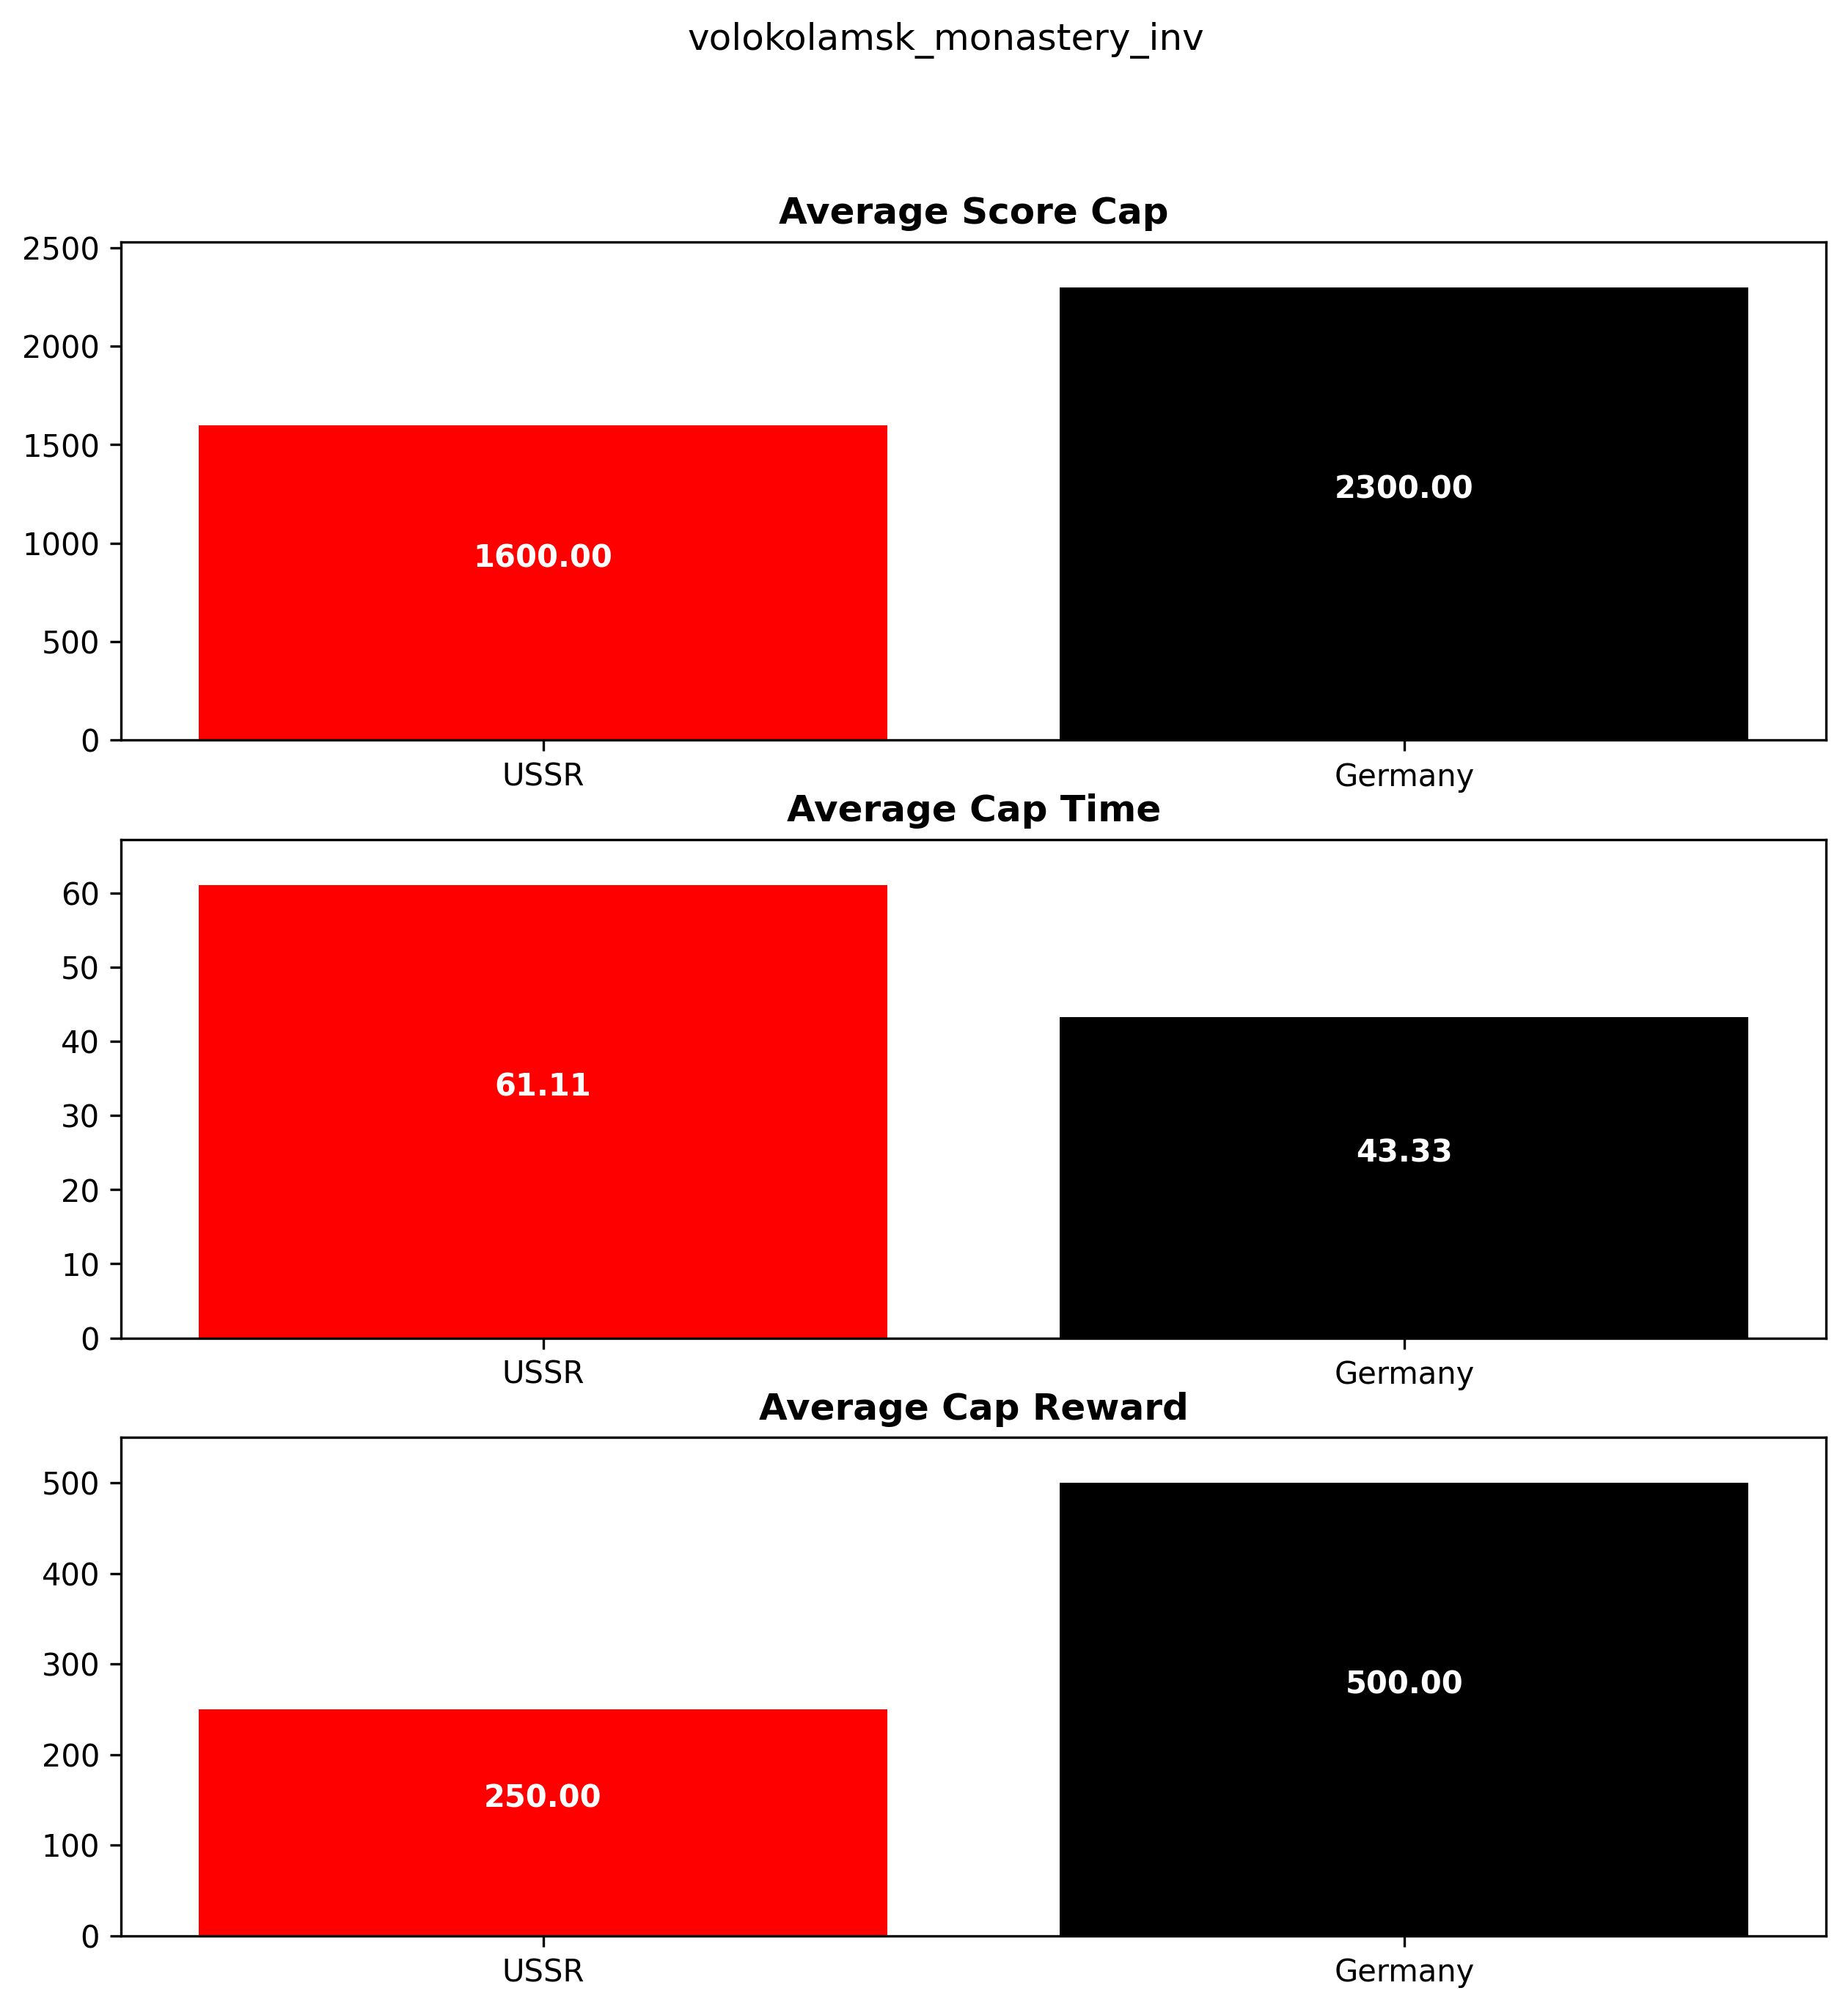 volokolamsk_monastery_inv
Average Score Cap
2500
2000
1500
1000
500
0
1600.00
2300.00
USSR
Germany
Average Cap Time
60
50
40
30
20
10
0
61.11
43.33
USSR
Germany
Average Cap Reward
500
400
300
200
100
0
250.00
500.00
USSR
Germany